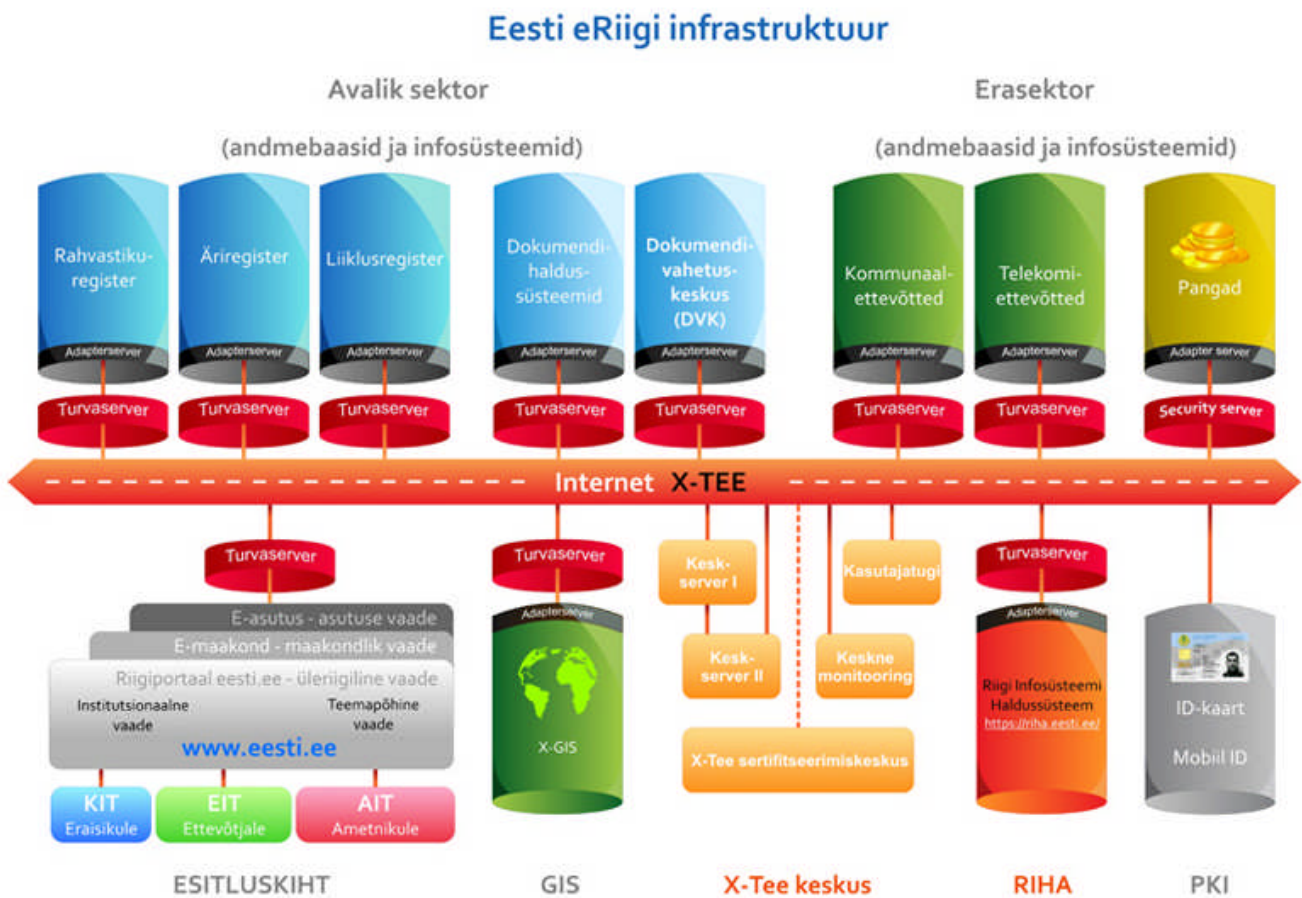 Eesti eRiigi infrastruktuur
Avalik sektor
(andmebaasid ja infosüsteemid)
Erasektor
(andmebaasid ja infosüsteemid)
Rahvastiku-
register
Adapterserver
Turvaserver
Äriregister
Adapterserver
Turvaserver
Liiklusregister
Adapterserver
Turvaserver
Dokumendi-
haldus-
süsteemid
Adapterserver
Turvaserver
Dokumendi-
vahetus-
keskus
(DVK)
Adapterserver
Turvaserver
Kommunaal-
ettevõtted
Adapterserver
Turvaserver
Telekomi-
ettevõtted
Adapterserver
Turvaserver
Pangad
Adapter server
Security server
Internet X-TEE
Turvaserver
E-asutus - asutuse vaade
E-maakond - maakondlik vaade
Riigiportaal eesti.ee - üleriigiline vaade
Institutsionaalne
vaade
Teemapõhine
vaade
www.eesti.ee
KIT
Eraisikule
EIT
Ettevõtjale
AIT
Ametnikule
Turvaserver
Adapterserver
X-GIS
Kesk-
server I
Kesk-
server II
Kasutajatugi
Keskne
monitooring
X-Tee sertifitseerimiskeskus
Turvaserver
Adapterserver
Riigi Infosüsteemi
Haldussüsteem
https://riha.eesti.ee/
ID-kaart
Mobiil ID
ESITLUSKIHT
GIS
X-Tee keskus
RIHA
PKI